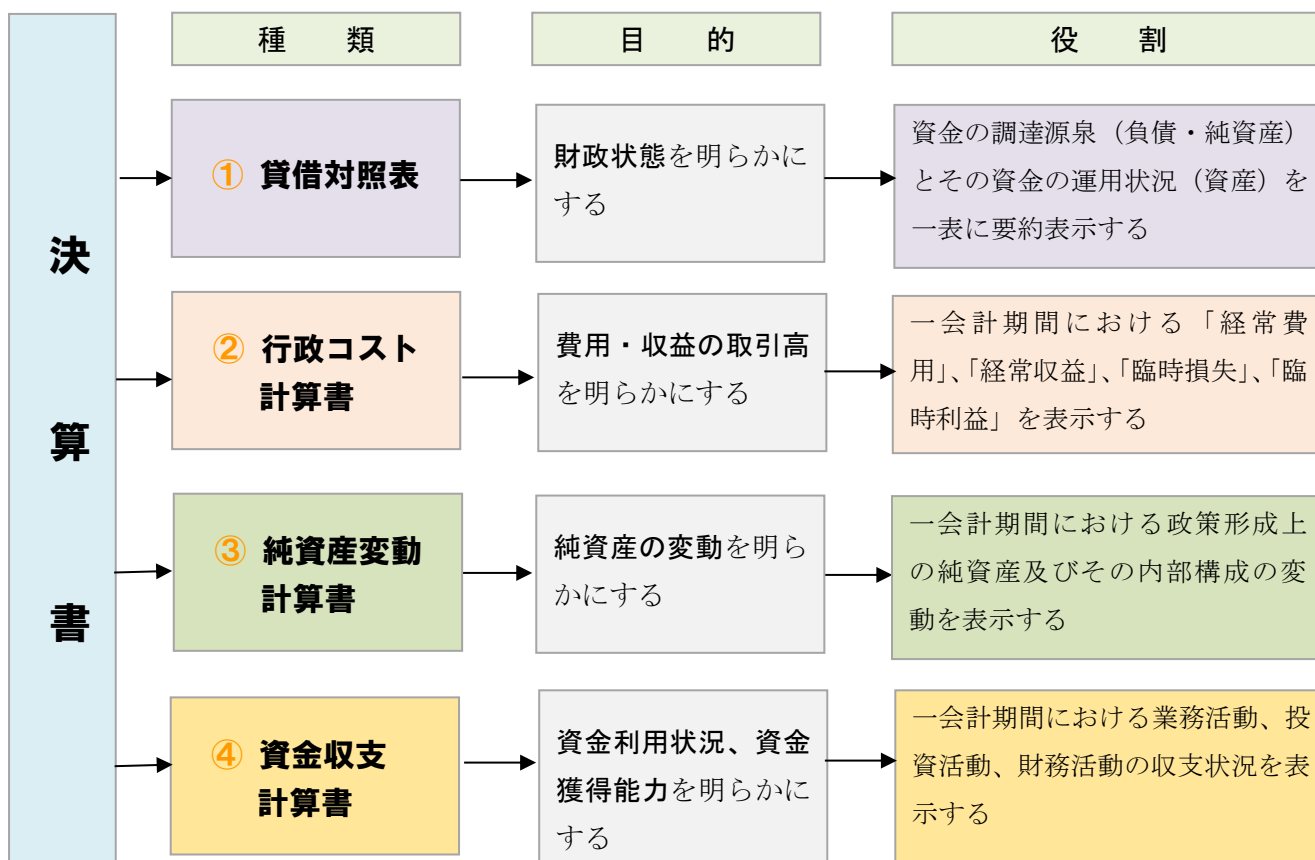 種　類
目　的
役　割
決
算
書
① 貸借対照表
財政状態を明らかに
する
資金の調達源泉（負債・純資産）
とその資金の運用状況（資産）を
一表に要約表示する
② 行政コスト
計算書
費用・収益の取引高
を明らかにする
一会計期間における「経常費
用」、「経常収益」、「臨時損失」、「臨
時利益」を表示する
③ 純資産変動
計算書
純資産の変動を明ら
かにする
一会計期間における政策形成上
の純資産及びその内部構成の変
動を表示する
④ 資金収支
計算書
資金利用状況、資金
獲得能力を明らかに
する
一会計期間における業務活動、投
資活動、財務活動の収支状況を表
示する